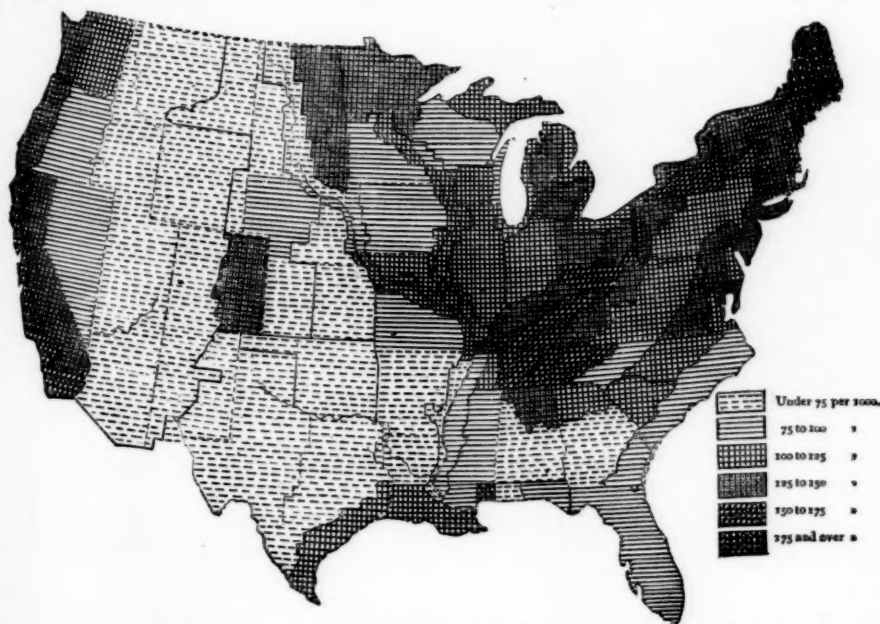 Under 75 per 1000.
75 to 100 "
100 to 125 "
125 to 150 "
150 to 175 "
175 and over "